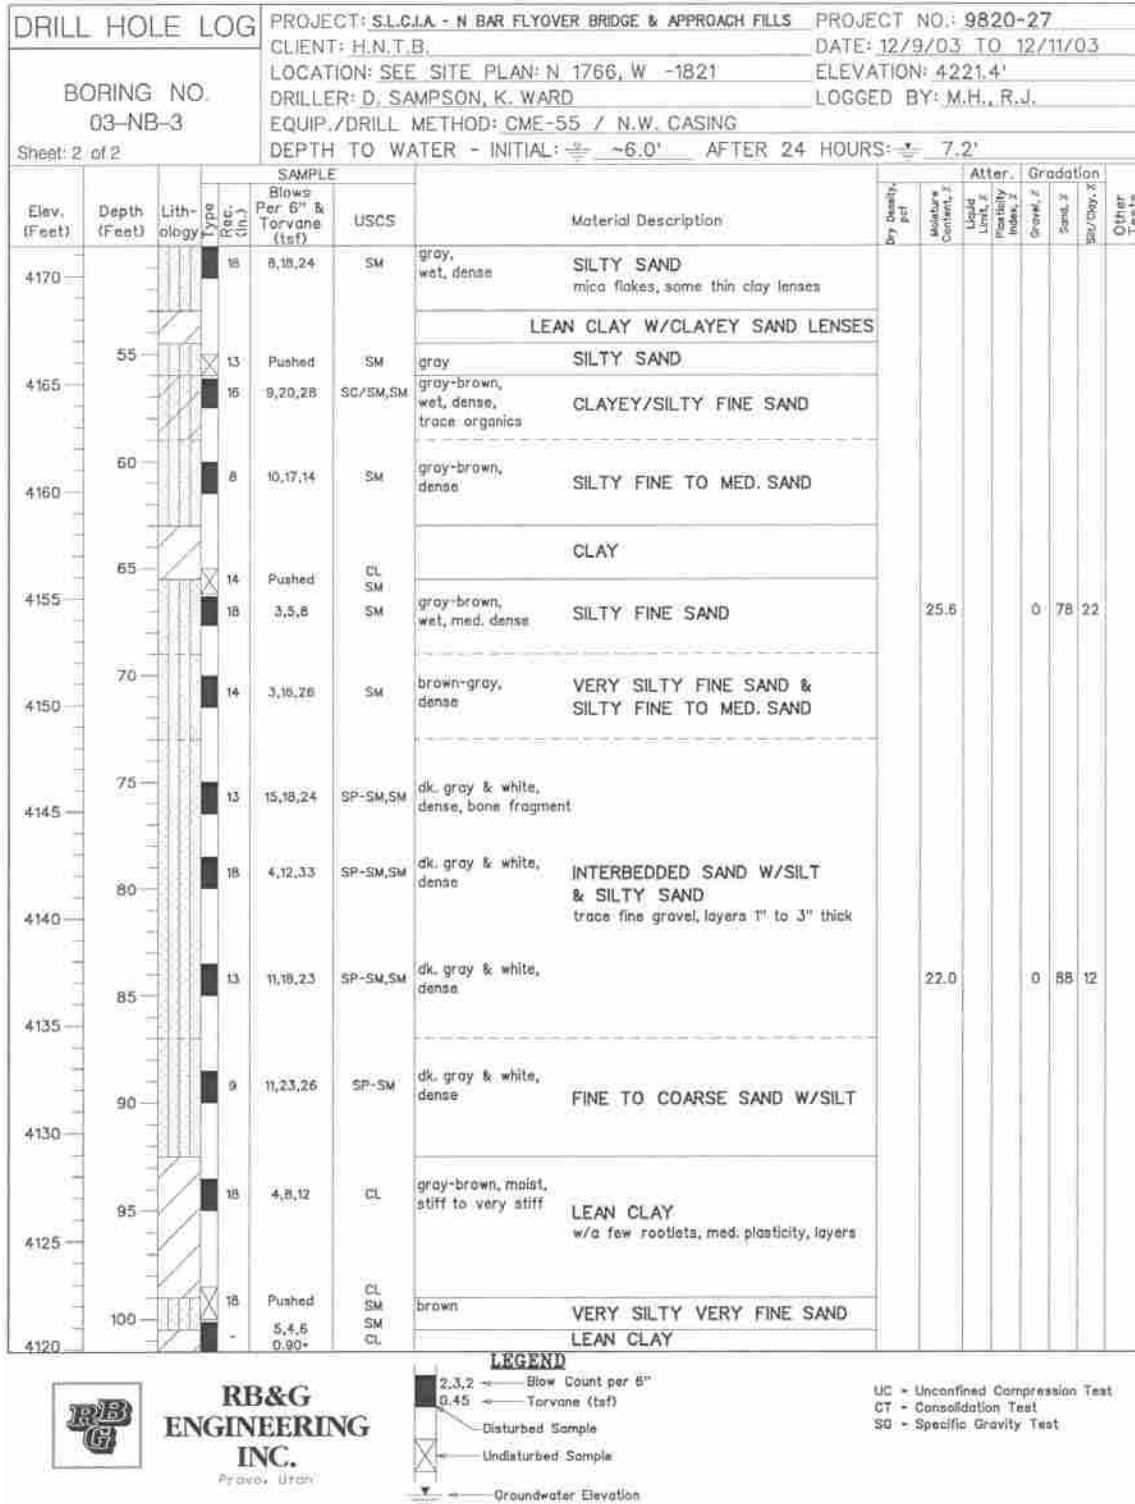 DRILL HOLE LOG
BORING NO.
03-NB-3
Sheet: 2 of 2
PROJECT: S.L.C.I.A. - N BAR FLYOVER BRIDGE & APPROACH FILLS PROJECT NO.: 9820-27
CLIENT: H.N.T.B. DATE: 12/9/03 TO 12/11/03
LOCATION: SEE SITE PLAN: N 1766, W -1821 ELEVATION: 4221.4'
DRILLER: D. SAMPSON, K. WARD LOGGED BY: M.H., R.J.
EQUIP./DRILL METHOD: CME-55 / N.W. CASING
DEPTH TO WATER - INITIAL: ~6.0' AFTER 24 HOURS: 7.2'
SAMPLE Atter. Gradation
Elev. (Feet) Depth (Feet) Lith-ology Type Rec. (in.) Blows Per 6" & Torvane (tsf) USCS Material Description Dry Density, pcf Moisture Content, % Liquid Limit, % Plasticity Index, % Gravel, % Sand, % Silt/Clay, % Other Tests
18 8,18,24 SM gray, SILTY SAND
4170 wet, dense mica flakes, some thin clay lenses
LEAN CLAY W/CLAYEY SAND LENSES
55 13 Pushed SM gray SILTY SAND
4165 16 9,20,28 SC/SM,SM gray-brown,
wet, dense, CLAYEY/SILTY FINE SAND
trace organics
60 8 10,17,14 SM gray-brown,
4160 dense SILTY FINE TO MED. SAND
CLAY
65 14 Pushed CL
SM
4155 18 3,5,8 SM gray-brown, SILTY FINE SAND 25.6 0 78 22
wet, med. dense
70 14 3,16,26 SM brown-gray, VERY SILTY FINE SAND &
4150 dense SILTY FINE TO MED. SAND
75 13 15,18,24 SP-SM,SM dk. gray & white,
4145 dense, bone fragment
18 4,12,33 SP-SM,SM dk. gray & white, INTERBEDDED SAND W/SILT
80 dense & SILTY SAND
4140 trace fine gravel, layers 1" to 3" thick
13 11,18,23 SP-SM,SM dk. gray & white, 22.0 0 88 12
85 dense
4135
9 11,23,26 SP-SM dk. gray & white,
90 dense FINE TO COARSE SAND W/SILT
4130
18 4,8,12 CL gray-brown, moist,
95 stiff to very stiff LEAN CLAY
4125 w/a few rootlets, med. plasticity, layers
18 Pushed CL
SM brown VERY SILTY VERY FINE SAND
100 - 5,4,6 SM
4120 0.90+ CL LEAN CLAY
LEGEND
2,3,2 Blow Count per 6"
0.45 Torvane (tsf)
Disturbed Sample
Undisturbed Sample
Groundwater Elevation
RBG
RB&G
ENGINEERING
INC.
Provo, Utah
UC = Unconfined Compression Test
CT = Consolidation Test
SG = Specific Gravity Test